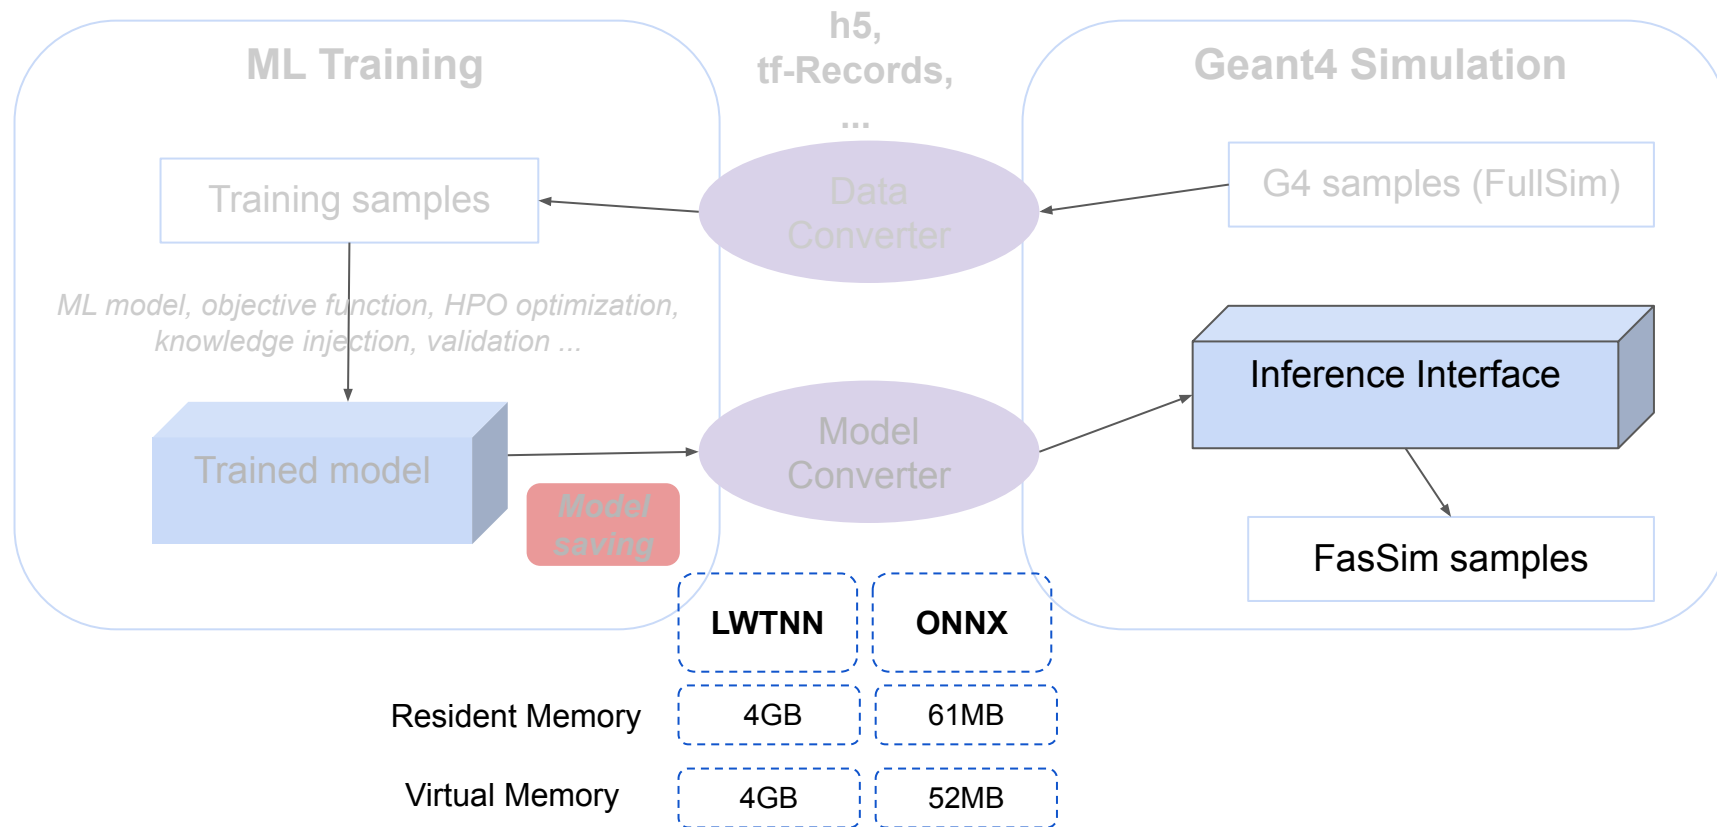 h5,
tf-Records,
...
ML Training
Geant4 Simulation
Training samples
Data
Converter
G4 samples (FullSim)
ML model, objective function, HPO optimization,
knowledge injection, validation ...
Inference Interface
Trained model
Model
Converter
Model
saving
FasSim samples
LWTNN
ONNX
Resident Memory
4GB
61MB
Virtual Memory
4GB
52MB